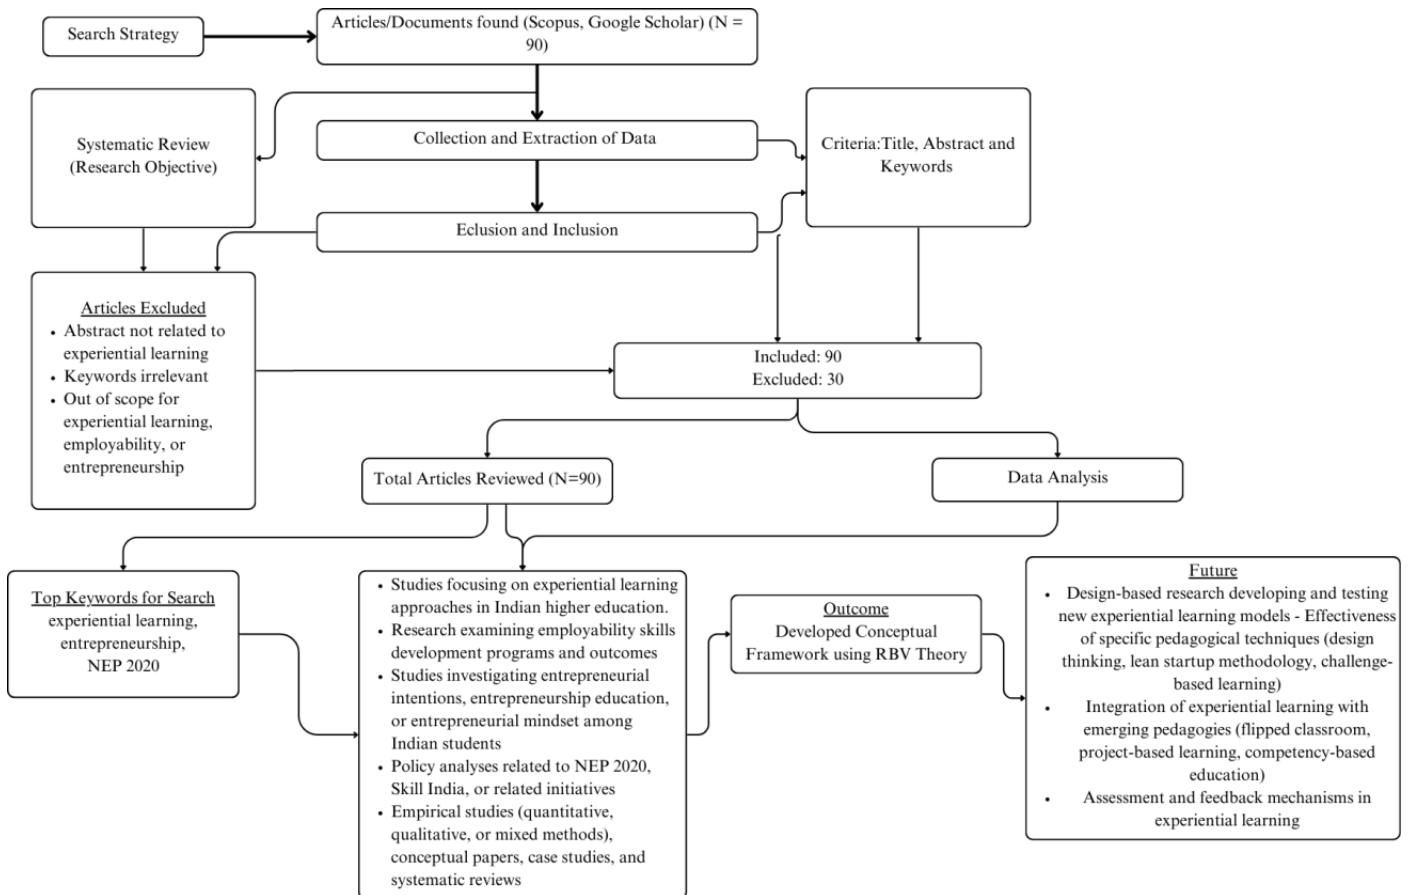 Search Strategy
Articles/Documents found (Scopus, Google Scholar) (N =
90)
Systematic Review
(Research Objective)
Collection and Extraction of Data
Criteria:Title, Abstract and
Keywords
Eclusion and Inclusion
Articles Excluded
• Abstract not related to
experiential learning
• Keywords irrelevant
• Out of scope for
experiential learning,
employability, or
entrepreneurship
Included: 90
Excluded: 30
Total Articles Reviewed (N=90)
Data Analysis
Top Keywords for Search
experiential learning,
entrepreneurship,
NEP 2020
• Studies focusing on experiential learning
approaches in Indian higher education.
• Research examining employability skills
development programs and outcomes
• Studies investigating entrepreneurial
intentions, entrepreneurship education,
or entrepreneurial mindset among
Indian students
• Policy analyses related to NEP 2020,
Skill India, or related initiatives
• Empirical studies (quantitative,
qualitative, or mixed methods),
conceptual papers, case studies, and
systematic reviews
Outcome
Developed Conceptual
Framework using RBV Theory
Future
• Design-based research developing and testing
new experiential learning models - Effectiveness
of specific pedagogical techniques (design
thinking, lean startup methodology, challenge-
based learning)
• Integration of experiential learning with
emerging pedagogies (flipped classroom,
project-based learning, competency-based
education)
• Assessment and feedback mechanisms in
experiential learning